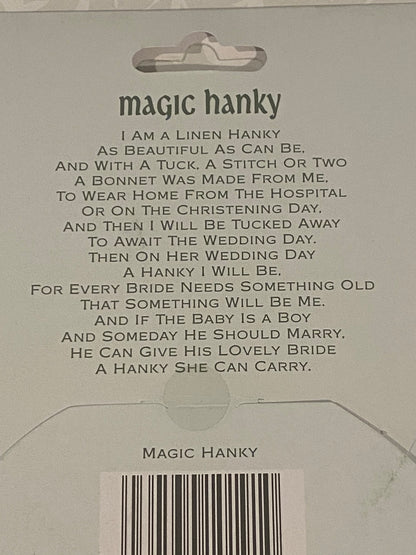 magic hanky
I AM A LINEN HANKY
AS BEAUTIFUL AS CAN BE,
AND WITH A TUCK, A STITCH OR TWO
A BONNET WAS MADE FROM ME,
TO WEAR HOME FROM THE HOSPITAL
OR ON THE CHRISTENING DAY,
AND THEN I WILL BE TUCKED AWAY
TO AWAIT THE WEDDING DAY.
THEN ON HER WEDDING DAY
A HANKY I WILL BE,
FOR EVERY BRIDE NEEDS SOMETHING OLD
THAT SOMETHING WILL BE ME.
AND IF THE BABY IS A BOY
AND SOMEDAY HE SHOULD MARRY,
HE CAN GIVE HIS LOVELY BRIDE
A HANKY SHE CAN CARRY.
MAGIC HANKY